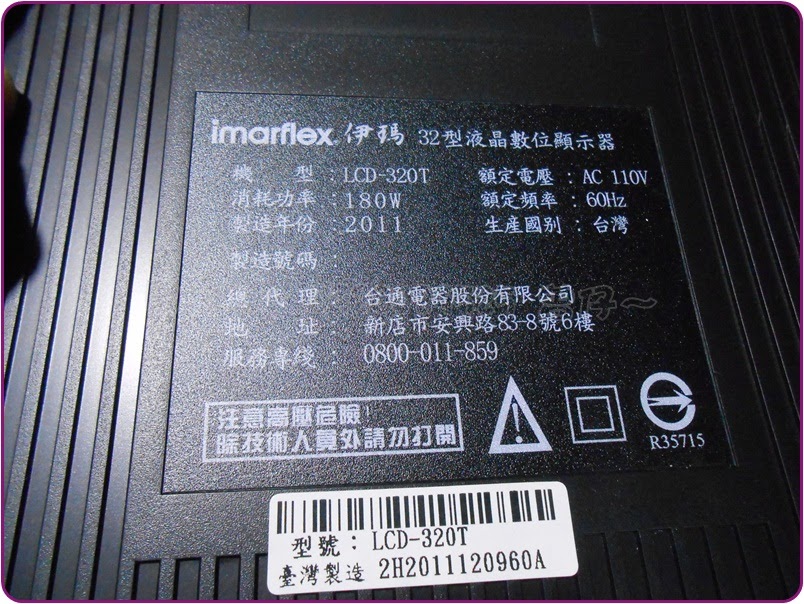 imarflex. 伊瑪 32型液晶數位顯示器
機 型：LCD-320T 額定電壓：AC 110V
消耗功率：180W 額定頻率：60Hz
製造年份：2011 生產國別：台灣
製造號碼：
總代理：台通電器股份有限公司
地 址：新店市安興路83-8號6樓
服務專線：0800-011-859
注意高壓危險!
除技術人員外請勿打開
R35715
型號：LCD-320T
臺灣製造 2H2011120960A